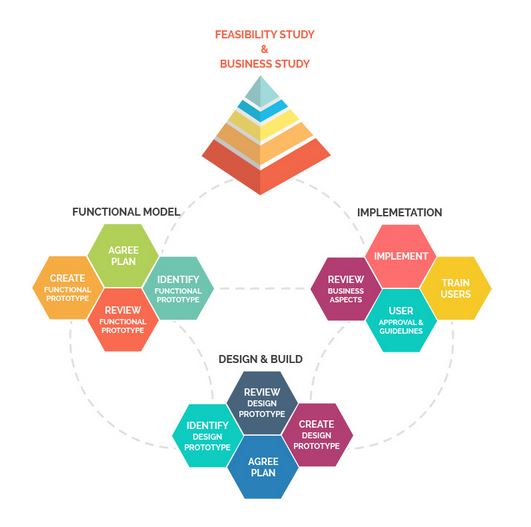 FEASIBILITY STUDY
&
BUSINESS STUDY
FUNCTIONAL MODEL
AGREE
PLAN
CREATE
FUNCTIONAL
PROTOTYPE
IDENTIFY
FUNCTIONAL
PROTOTYPE
REVIEW
FUNCTIONAL
PROTOTYPE
IMPLEMETATION
IMPLEMENT
REVIEW
BUSINESS
ASPECTS
TRAIN
USERS
USER
APPROVAL &
GUIDELINES
DESIGN & BUILD
REVIEW
DESIGN
PROTOTYPE
IDENTIFY
DESIGN
PROTOTYPE
CREATE
DESIGN
PROTOTYPE
AGREE
PLAN